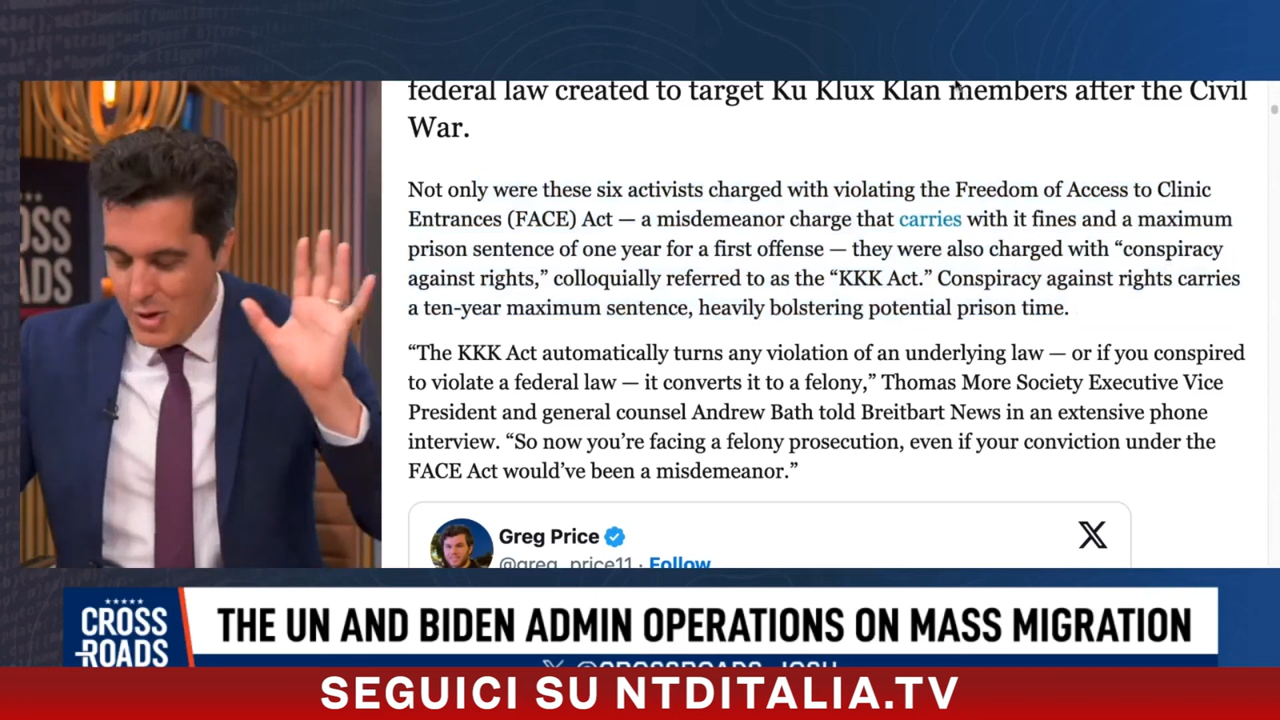 federal law created to target Ku Klux Klan members after the Civil
War.
Not only were these six activists charged with violating the Freedom of Access to Clinic
Entrances (FACE) Act — a misdemeanor charge that carries with it fines and a maximum
prison sentence of one year for a first offense — they were also charged with “conspiracy
against rights,” colloquially referred to as the “KKK Act.” Conspiracy against rights carries
a ten-year maximum sentence, heavily bolstering potential prison time.
“The KKK Act automatically turns any violation of an underlying law — or if you conspired
to violate a federal law — it converts it to a felony,” Thomas More Society Executive Vice
President and general counsel Andrew Bath told Breitbart News in an extensive phone
interview. “So now you’re facing a felony prosecution, even if your conviction under the
FACE Act would’ve been a misdemeanor.”
Greg Price
@greg_price11 · Follow
OSS
ADS
CROSS
ROADS
THE UN AND BIDEN ADMIN OPERATIONS ON MASS MIGRATION
@CROSSROADS_JOSH
SEGUICI SU NTDITALIA.TV